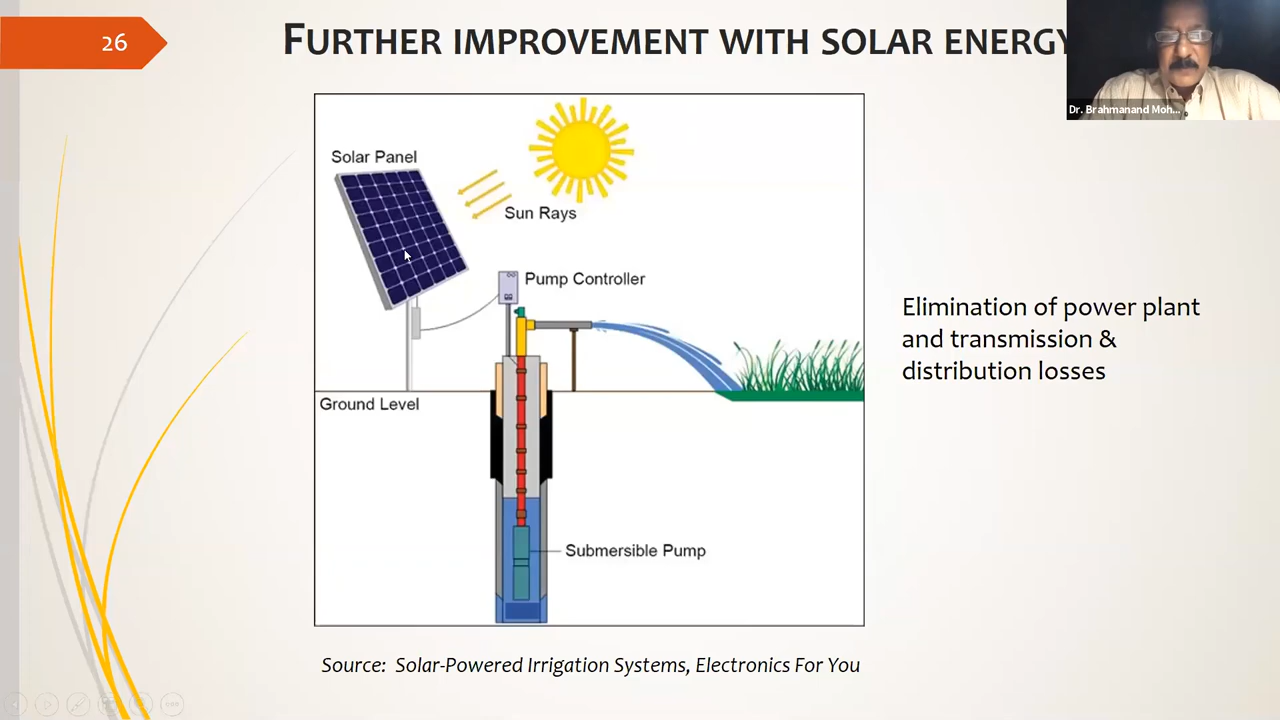 26
FURTHER IMPROVEMENT WITH SOLAR ENERGY
Dr. Brahmanand Moh...
Solar Panel
Sun Rays
Pump Controller
Elimination of power plant
and transmission &
distribution losses
Ground Level
Submersible Pump
Source: Solar-Powered Irrigation Systems, Electronics For You